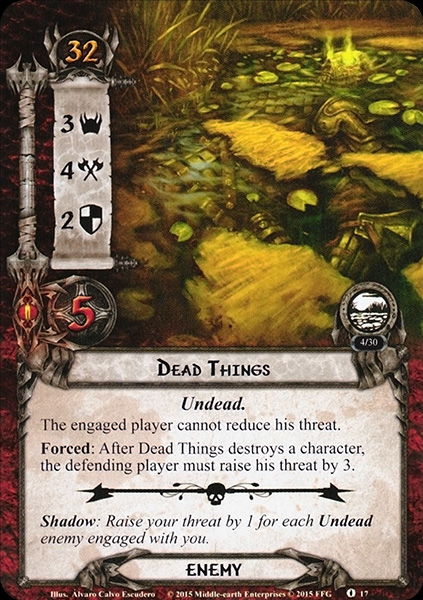 32
3
4
2
5
4/30
DEAD THINGS
Undead.
The engaged player cannot reduce his threat.
Forced: After Dead Things destroys a character,
the defending player must raise his threat by 3.
Shadow: Raise your threat by 1 for each Undead
enemy engaged with you.
ENEMY
Illus. Álvaro Calvo Escudero © 2015 Middle-earth Enterprises © 2015 FFG 17